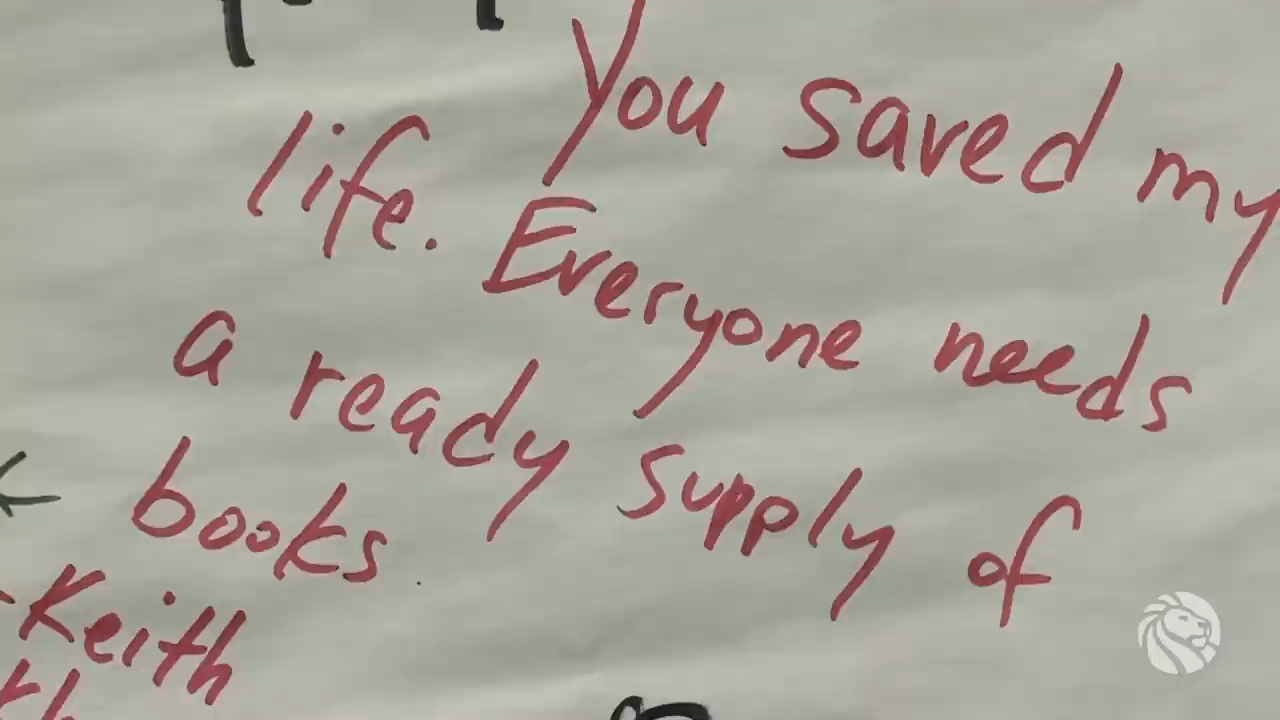 You saved my
life. Everyone needs
a ready supply of
books
-Keith